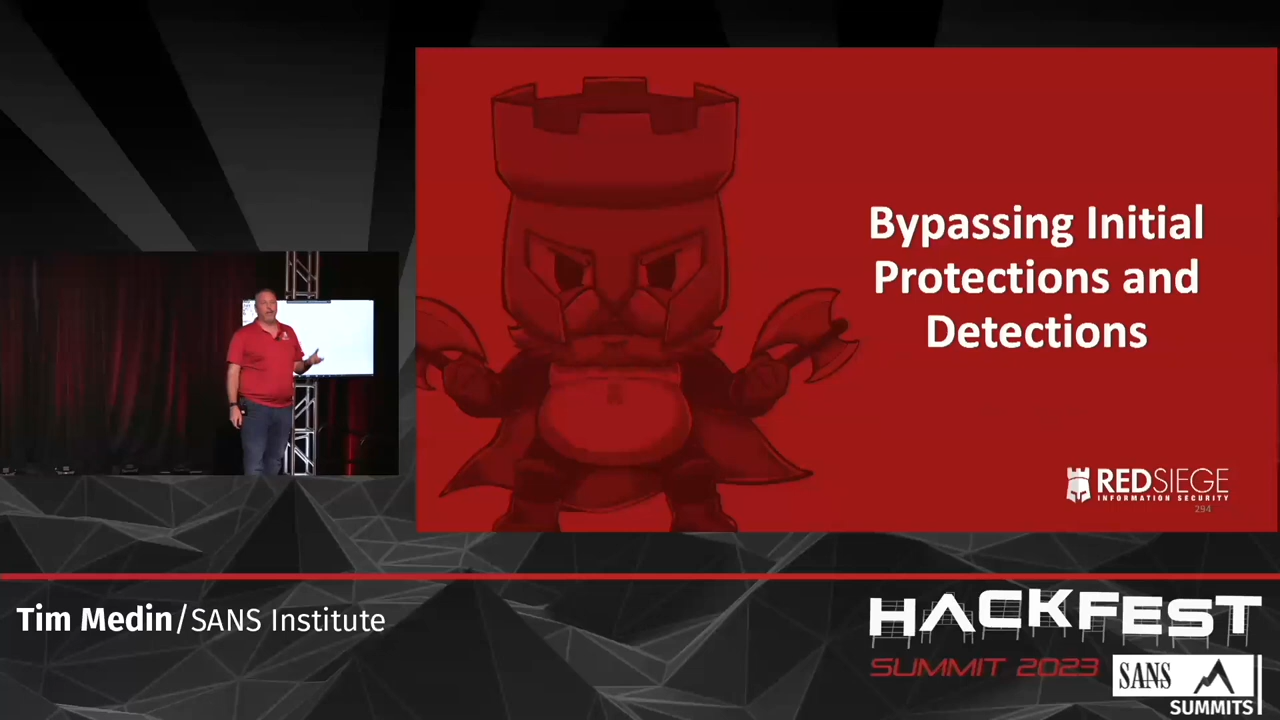 Bypassing Initial
Protections and
Detections
REDSIEGE
INFORMATION SECURITY
294
Tim Medin/SANS Institute
HACKFEST
SUMMIT 2023
SANS
SUMMITS